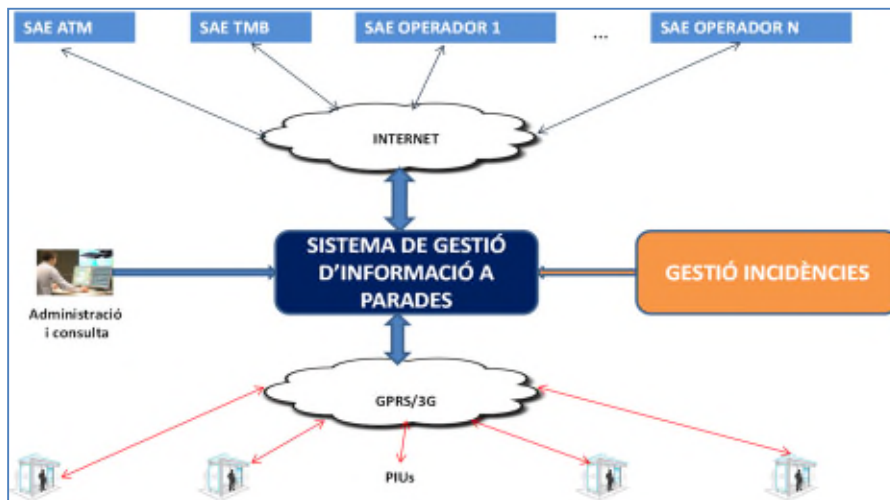 SAE ATM
SAE TMB
SAE OPERADOR 1
...
SAE OPERADOR N
INTERNET
SISTEMA DE GESTIÓ
D'INFORMACIÓ A
PARADES
GESTIÓ INCIDÈNCIES
Administració
i consulta
GPRS/3G
PIUs